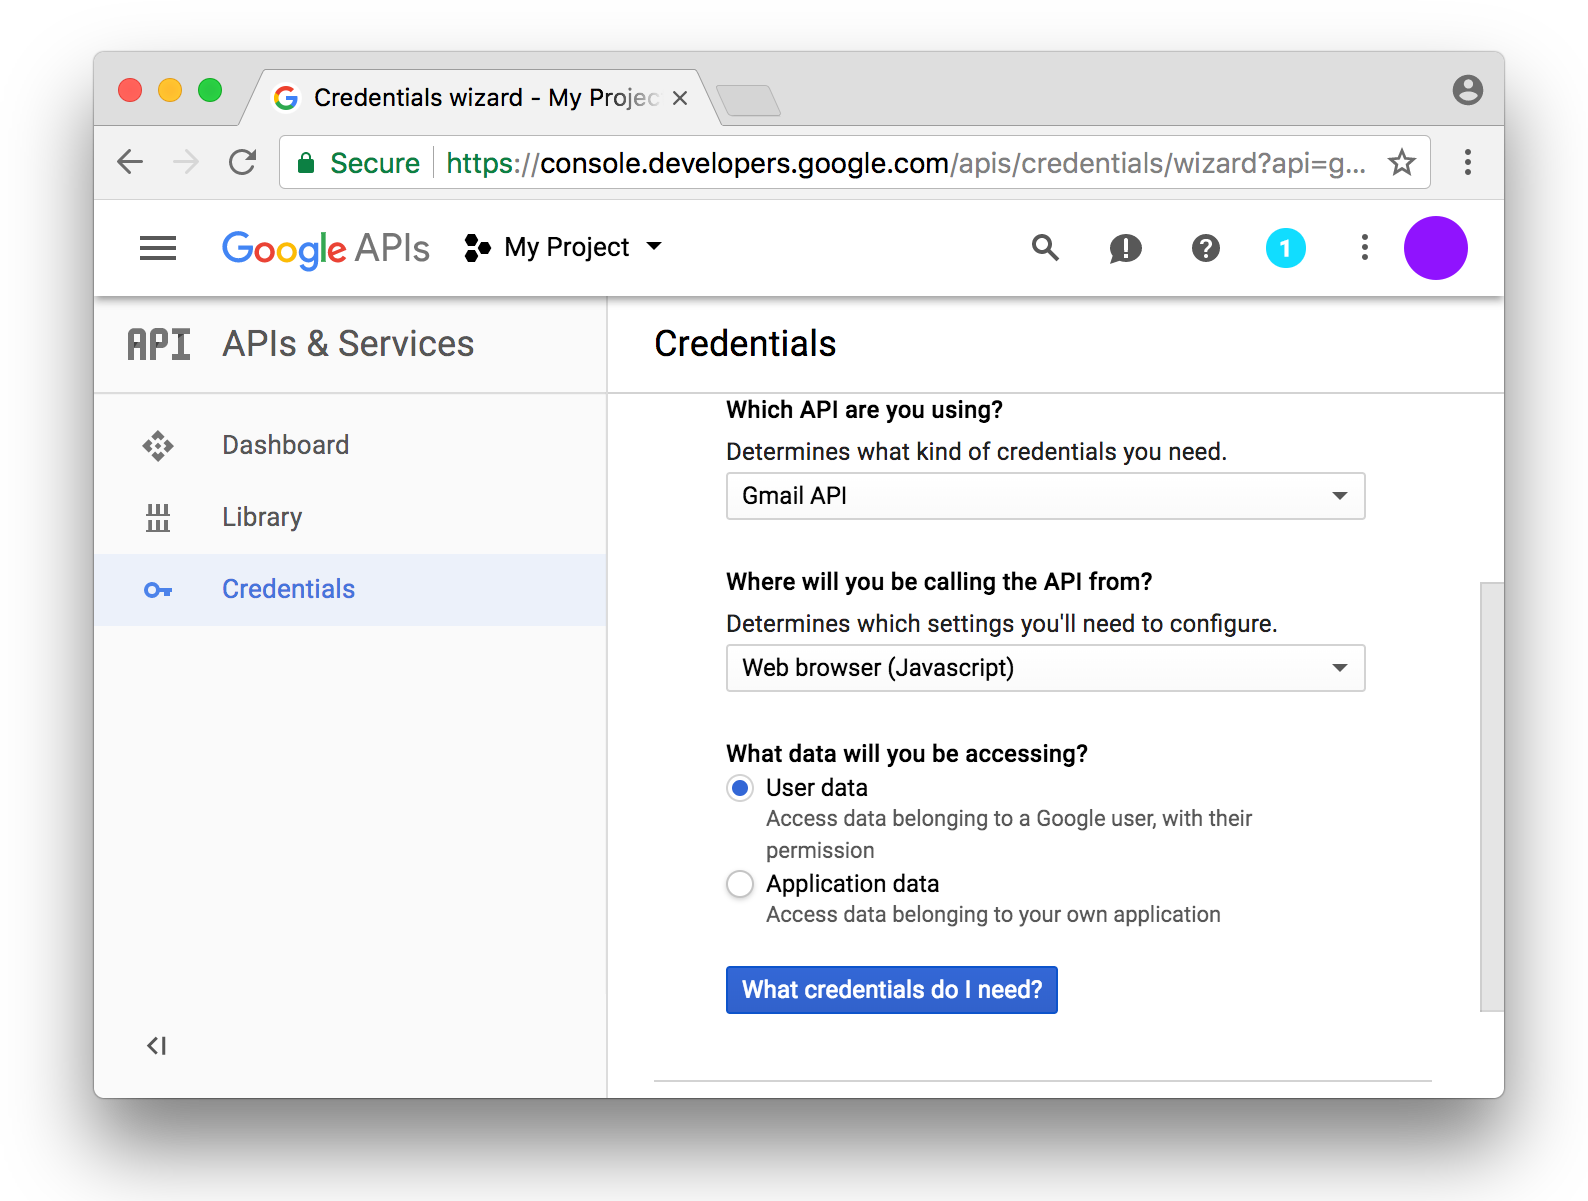 Credentials wizard - My Projec
Secure https://console.developers.google.com/apis/credentials/wizard?api=g...
Google APIs My Project 1
API APIs & Services
Dashboard
Library
Credentials
Credentials
Which API are you using?
Determines what kind of credentials you need.
Gmail API
Where will you be calling the API from?
Determines which settings you'll need to configure.
Web browser (Javascript)
What data will you be accessing?
User data
Access data belonging to a Google user, with their
permission
Application data
Access data belonging to your own application
What credentials do I need?